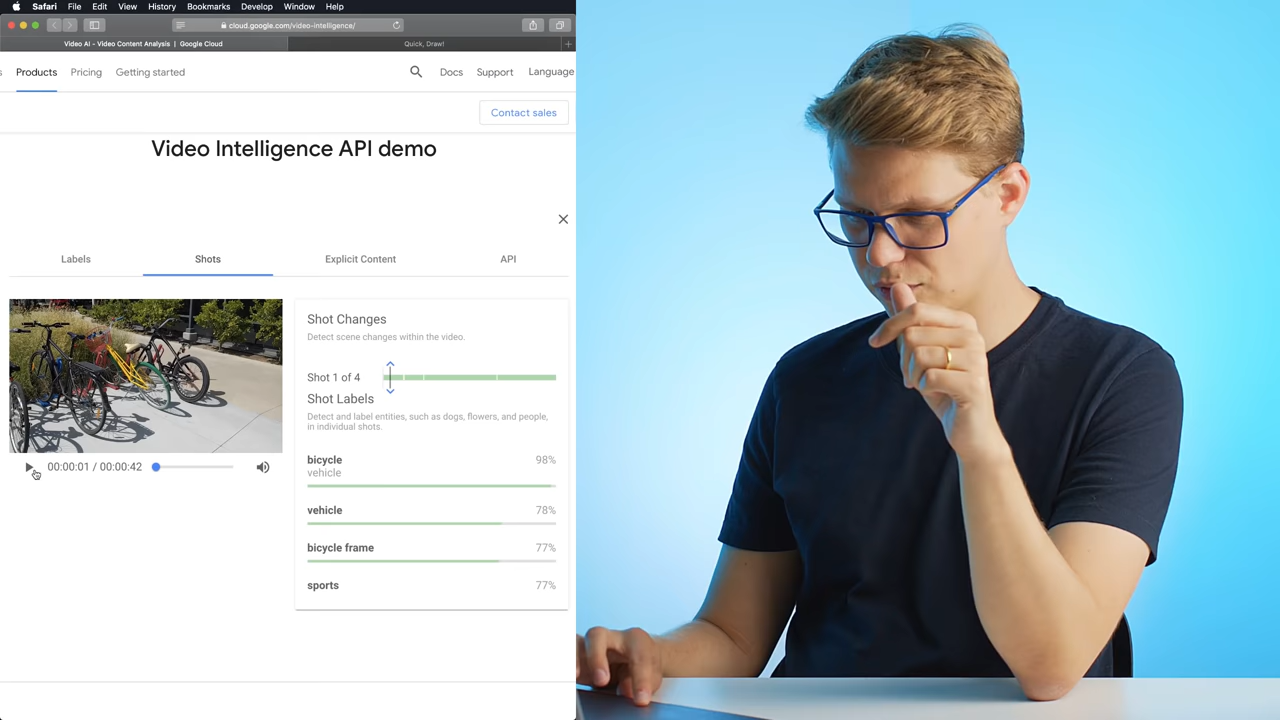 Safari File Edit View History Bookmarks Develop Window Help
cloud.google.com/video-intelligence/
Video AI - Video Content Analysis | Google Cloud
Quick, Draw!
s Products Pricing Getting started Docs Support Language
Contact sales
Video Intelligence API demo
Labels Shots Explicit Content API
00:00:01 / 00:00:42
Shot Changes
Detect scene changes within the video.
Shot 1 of 4
Shot Labels
Detect and label entities, such as dogs, flowers, and people,
in individual shots.
bicycle 98%
vehicle
vehicle 78%
bicycle frame 77%
sports 77%